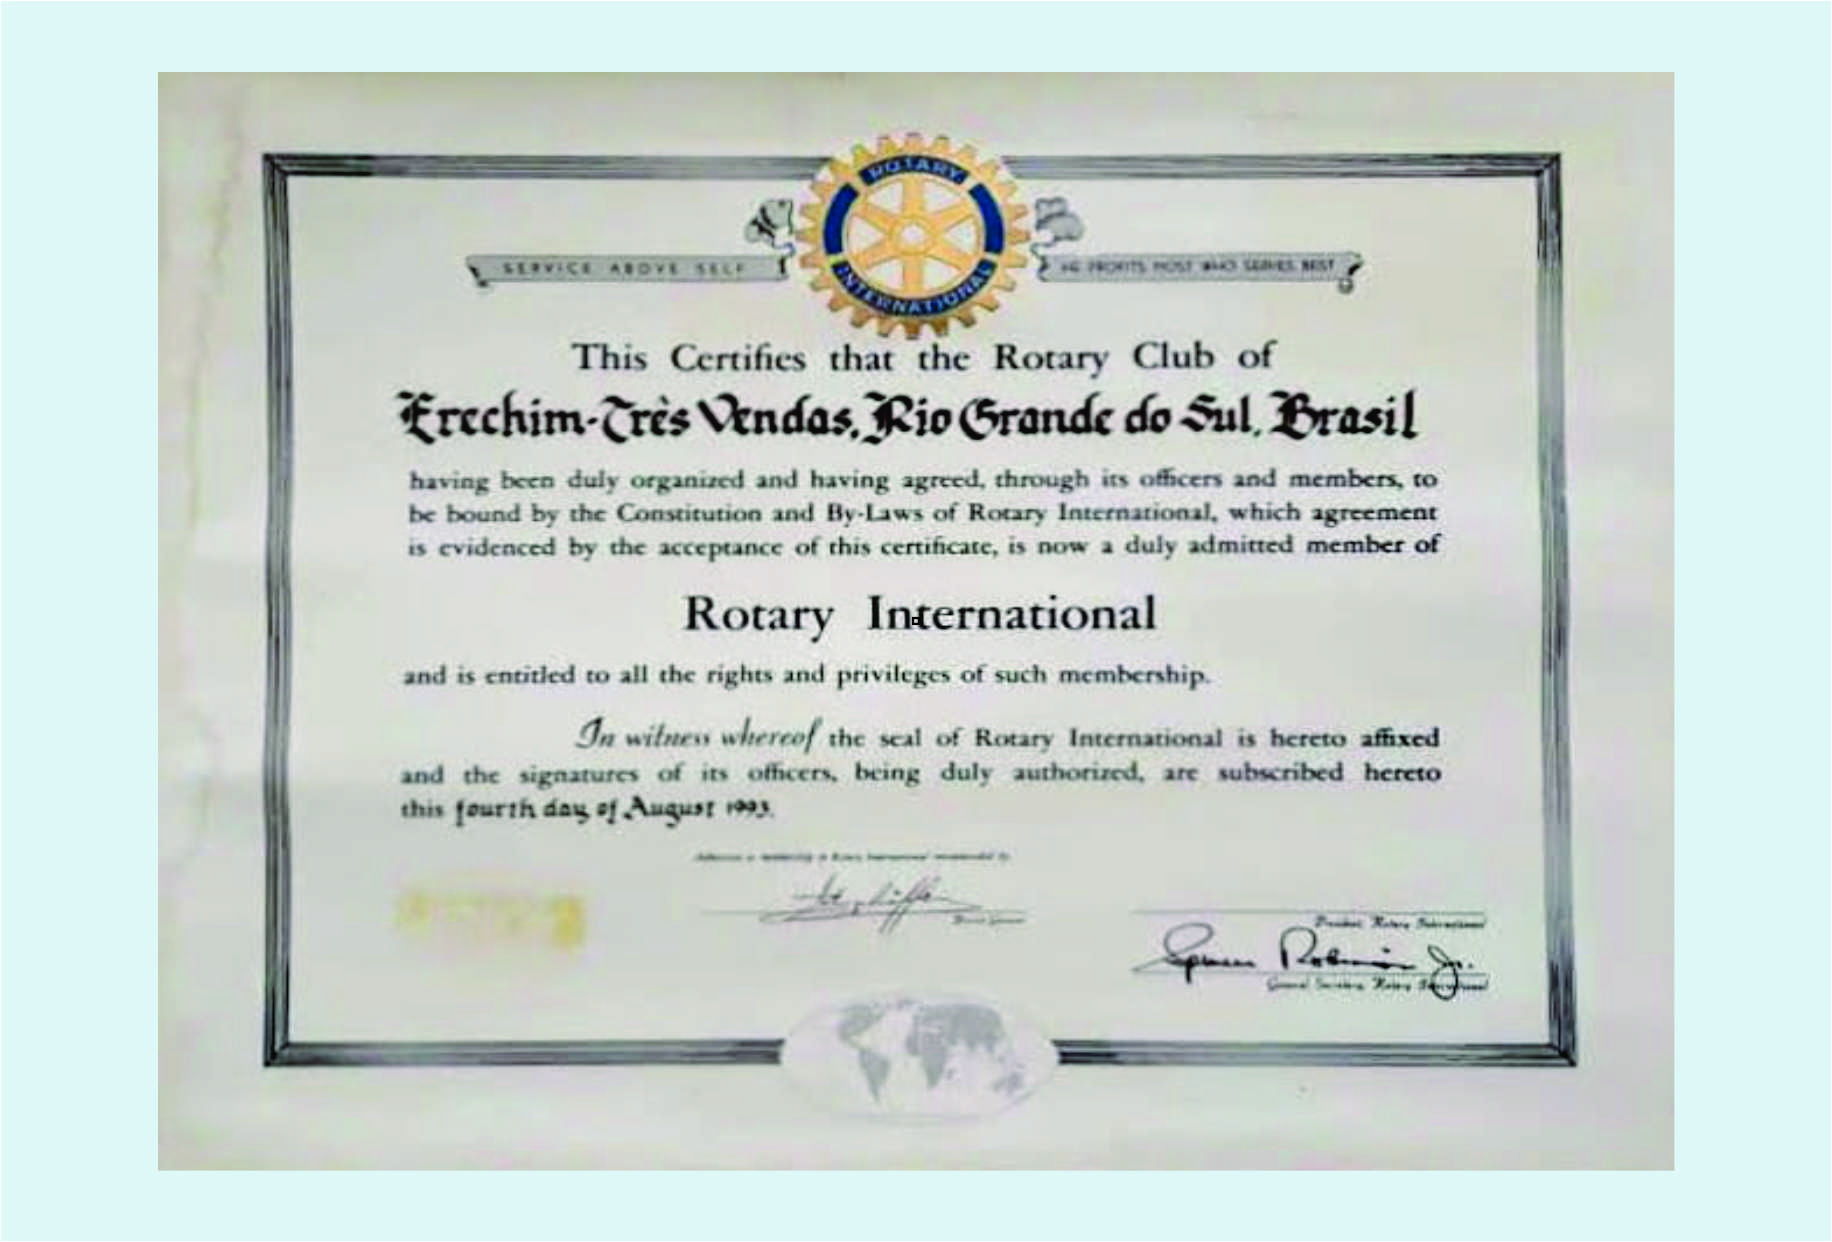 ROTARY
INTERNATIONAL
SERVICE ABOVE SELF
HE PROFITS MOST WHO SERVES BEST
This Certifies that the Rotary Club of
Erechim-Três Vendas, Rio Grande do Sul, Brasil
having been duly organized and having agreed, through its officers and members, to
be bound by the Constitution and By-Laws of Rotary International, which agreement
is evidenced by the acceptance of this certificate, is now a duly admitted member of
Rotary International
and is entitled to all the rights and privileges of such membership.
In witness whereof the seal of Rotary International is hereto affixed
and the signatures of its officers, being duly authorized, are subscribed hereto
this fourth day of August 1993.
President, Rotary International
General Secretary, Rotary International